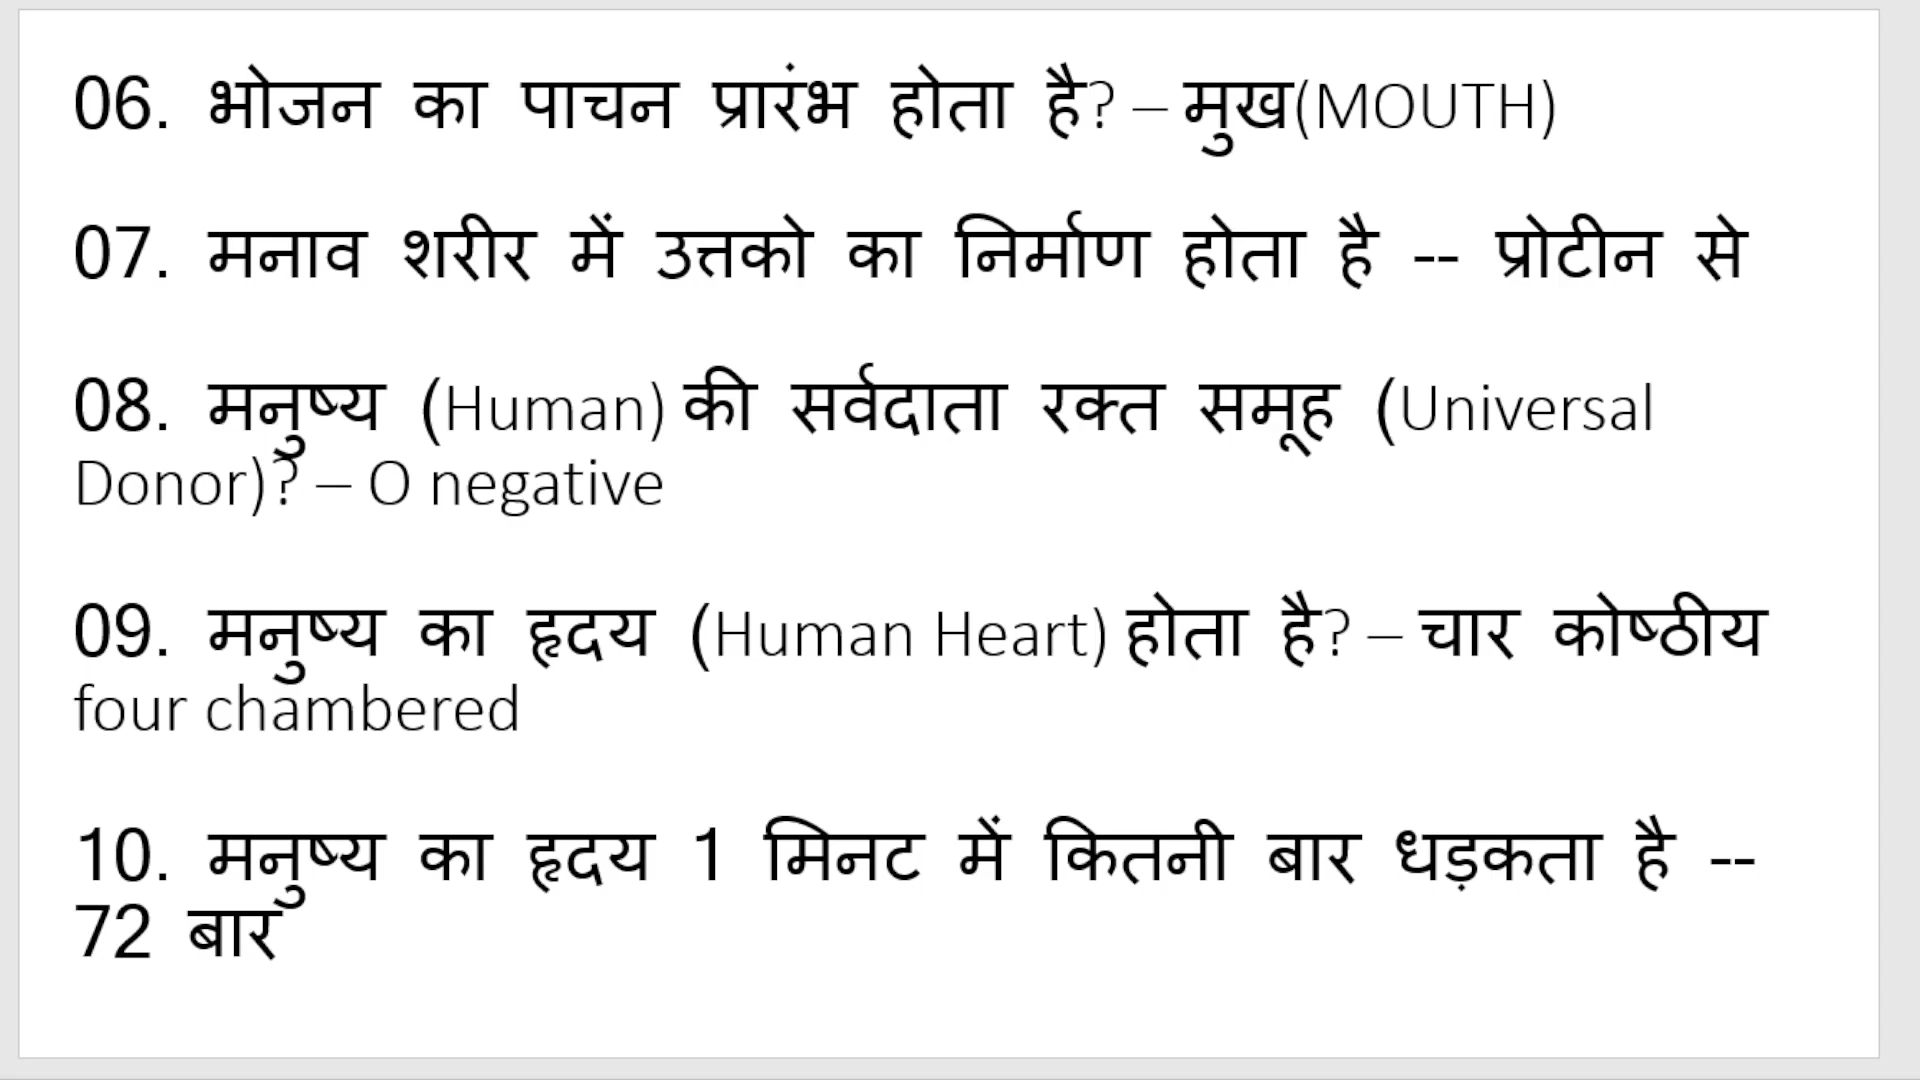 06. भोजन का पाचन प्रारंभ होता है? – मुख(MOUTH)
07. मनाव शरीर में उत्तको का निर्माण होता है -- प्रोटीन से
08. मनुष्य (Human) की सर्वदाता रक्त समूह (Universal
Donor)? – O negative
09. मनुष्य का हृदय (Human Heart) होता है? – चार कोष्ठीय
four chambered
10. मनुष्य का हृदय 1 मिनट में कितनी बार धड़कता है --
72 बार